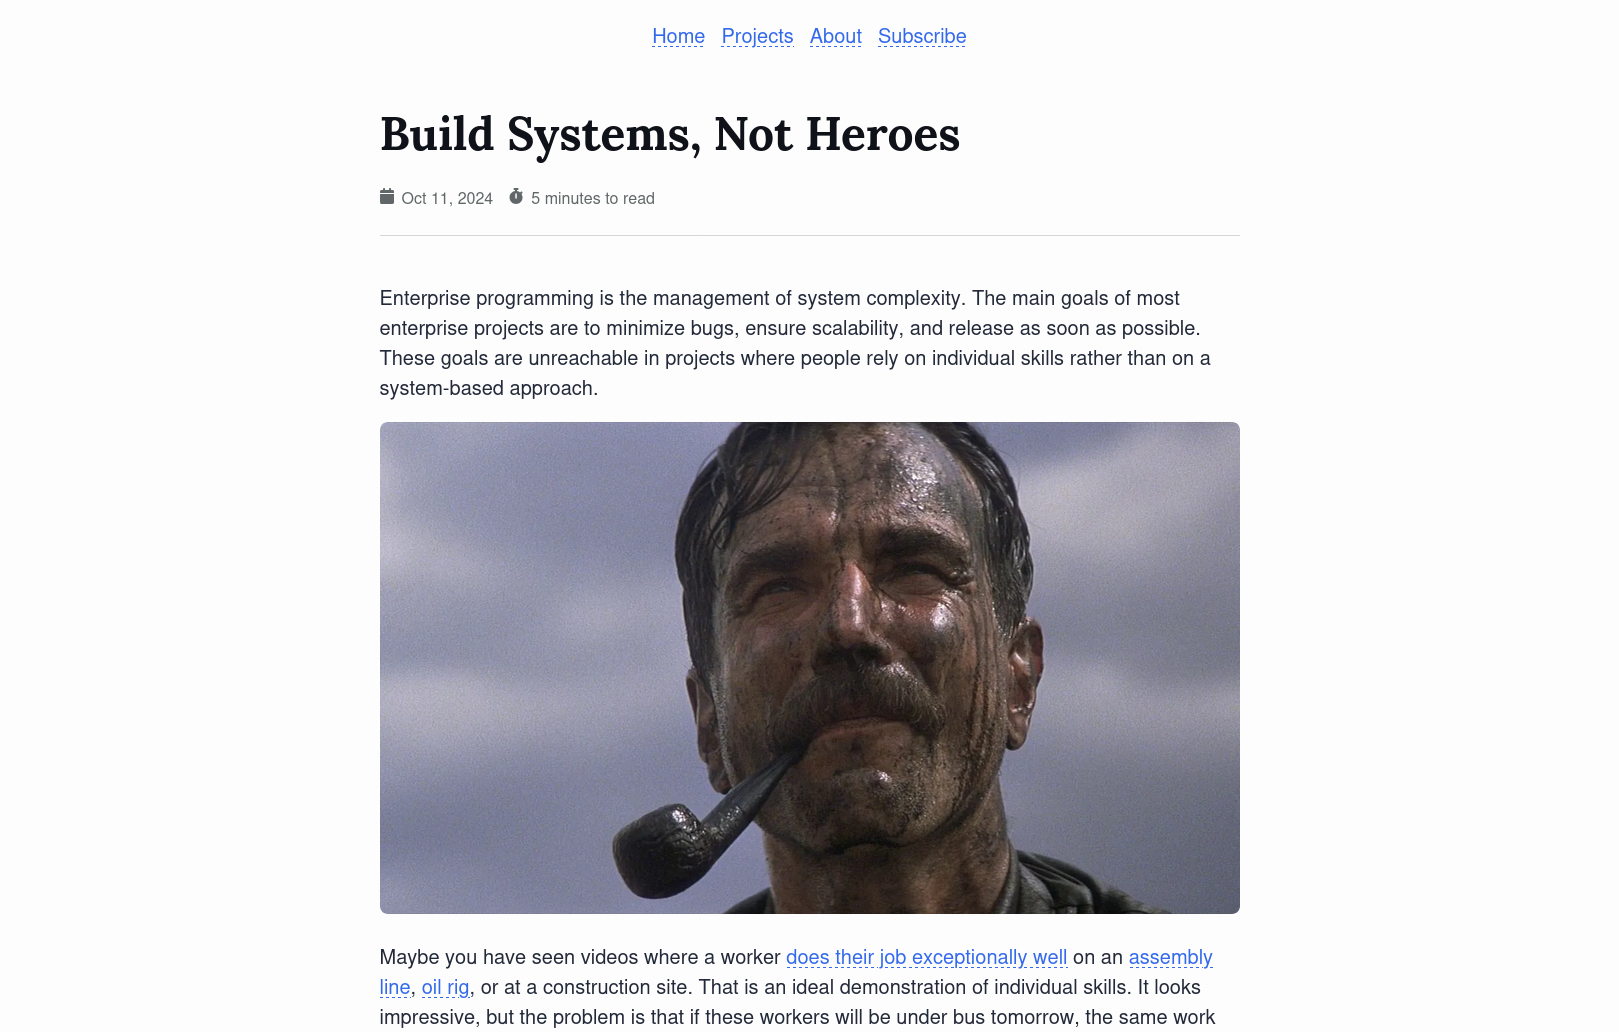 Home Projects About Subscribe
Build Systems, Not Heroes
Oct 11, 2024 5 minutes to read
Enterprise programming is the management of system complexity. The main goals of most
enterprise projects are to minimize bugs, ensure scalability, and release as soon as possible.
These goals are unreachable in projects where people rely on individual skills rather than on a
system-based approach.
Maybe you have seen videos where a worker does their job exceptionally well on an assembly
line, oil rig, or at a construction site. That is an ideal demonstration of individual skills. It looks
impressive, but the problem is that if these workers will be under bus tomorrow, the same work